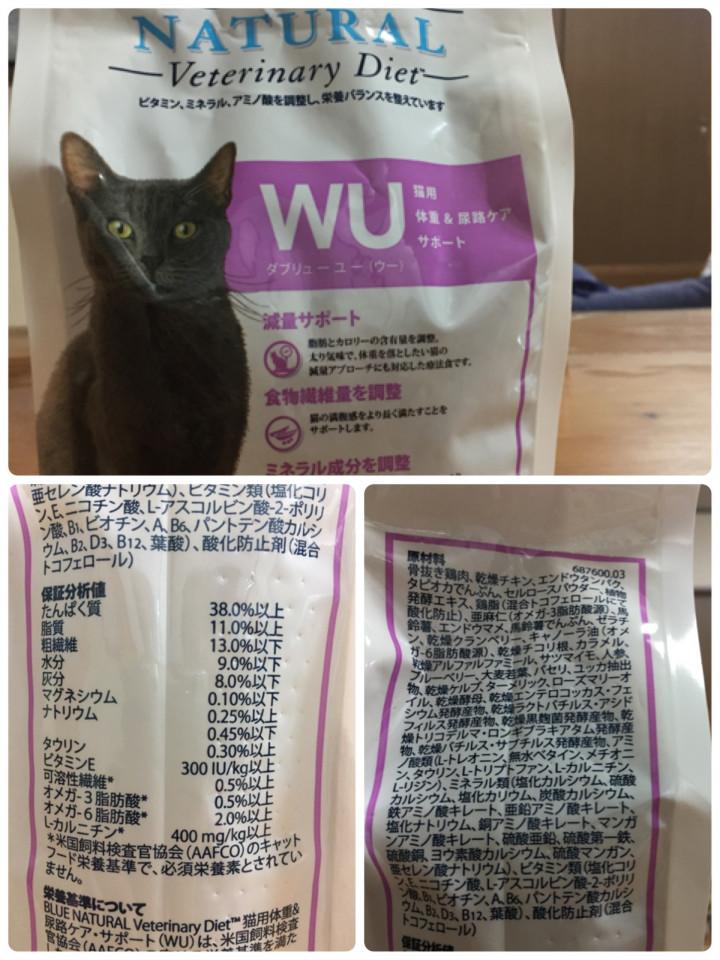 NATURAL
Veterinary Diet™
ビタミン、ミネラル、アミノ酸を調整し、栄養バランスを整えています
WU
猫用
体重 & 尿路ケア
サポート
ダブリュー ユー (ウー)
減量サポート
脂肪とカロリーの含有量を調整。
太り気味で、体重を落としたい猫の
減量アプローチにも対応した療法食です。
食物繊維量を調整
猫の満腹感をより長く満たすことを
サポートします。
ミネラル成分を調整
亜セレン酸ナトリウム)、ビタミン類(塩化コリ
ン、E、ニコチン酸、L-アスコルビン酸-2-ポリリ
ン酸、B1、ビオチン、A、B6、パントテン酸カルシ
ウム、B2、D3、B12、葉酸)、酸化防止剤(混合
トコフェロール)
保証分析値
たんぱく質 38.0%以上
脂質 11.0%以上
粗繊維 13.0%以下
水分 9.0%以下
灰分 8.0%以下
マグネシウム 0.10%以下
ナトリウム 0.25%以上
0.45%以下
タウリン 0.30%以上
ビタミンE 300 IU/kg以上
可溶性繊維* 0.5%以上
オメガ-3 脂肪酸* 0.5%以上
オメガ-6 脂肪酸* 2.0%以上
L-カルニチン* 400 mg/kg以上
*米国飼料検査官協会(AAFCO)のキャット
フード栄養基準で、必須栄養素とされてい
ません。
栄養基準について
BLUE NATURAL Veterinary Diet™ 猫用体重&
尿路ケア・サポート(WU)は、米国飼料検査
官協会(AAFCO)の
原材料
687600.03
骨抜き鶏肉、乾燥チキン、エンドウタンパク、
タピオカでんぷん、セルロースパウダー、植物
発酵エキス、鶏脂(混合トコフェロールにて
酸化防止)、亜麻仁(オメガ-3脂肪酸源)、馬
鈴薯、エンドウマメ、馬鈴薯でんぷん、ゼラチ
ン、乾燥クランベリー、キャノーラ油(オメ
ガ-6脂肪酸源)、乾燥チコリ根、カラメル、
乾燥アルファルファミール、サツマイモ、人参、
ブルーベリー、大麦若葉、パセリ、ユッカ抽出
物、乾燥ケルプ、ターメリック、ローズマリーオ
イル、乾燥酵母、乾燥エンテロコッカス・フェ
シウム発酵産物、乾燥ラクトバチルス・アシド
フィルス発酵産物、乾燥黒麹菌発酵産物、乾
燥トリコデルマ・ロンギブラキアタム発酵産
物、乾燥バチルス・サブチルス発酵産物、アミ
ノ酸類(L-トレオニン、無水ベタイン、メチオニ
ン、タウリン、L-トリプトファン、L-カルニチン、
L-リジン)、ミネラル類(塩化カルシウム、硫酸
カルシウム、塩化カリウム、炭酸カルシウム、
鉄アミノ酸キレート、亜鉛アミノ酸キレート、
塩化ナトリウム、銅アミノ酸キレート、マンガ
ンアミノ酸キレート、硫酸亜鉛、硫酸第一鉄、
硫酸銅、ヨウ素酸カルシウム、硫酸マンガン、
亜セレン酸ナトリウム)、ビタミン類(塩化コリ
ン、E、ニコチン酸、L-アスコルビン酸-2-ポリリ
ン酸、B1、ビオチン、A、B6、パントテン酸カルシ
ウム、B2、D3、B12、葉酸)、酸化防止剤(混合
トコフェロール)
保証分析値